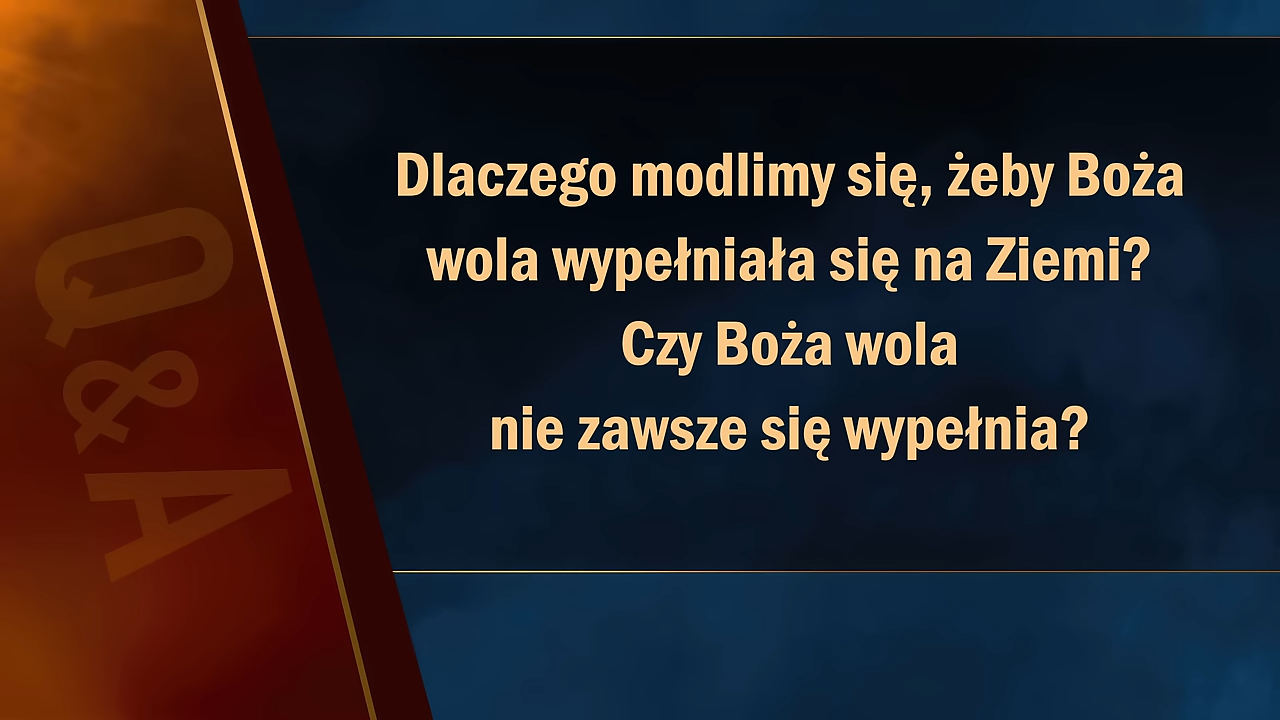 Q&A
Dlaczego modlimy się, żeby Boża
wola wypełniała się na Ziemi?
Czy Boża wola
nie zawsze się wypełnia?